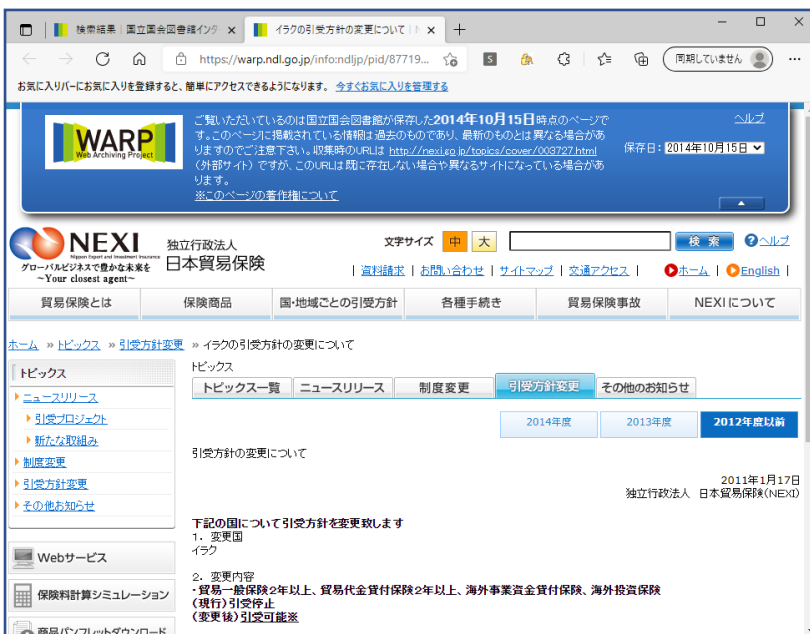 検索結果｜国立国会図書館インタ
イラクの引受方針の変更について｜N
https://warp.ndl.go.jp/info:ndljp/pid/87719...
同期していません
お気に入りバーにお気に入りを登録すると、簡単にアクセスできるようになります。 今すぐお気に入りを管理する
WARP
Web Archiving Project
ご覧いただいているのは国立国会図書館が保存した2014年10月15日時点のページで
す。このページに掲載されている情報は過去のものであり、最新のものとは異なる場合があ
りますのでご注意下さい。収集時のURLは http://nexi.go.jp/topics/cover/003727.html
(外部サイト) ですが、このURLは既に存在しない場合や異なるサイトになっている場合があ
ります。
※このページの著作権について
ヘルプ
保存日: 2014年10月15日
NEXI
Nippon Export and Investment Insurance
グローバルビジネスで豊かな未来を
~Your closest agent~
独立行政法人
日本貿易保険
文字サイズ 中 大 検索 ヘルプ
| 資料請求 | お問い合わせ | サイトマップ | 交通アクセス | ホーム | English |
貿易保険とは 保険商品 国・地域ごとの引受方針 各種手続き 貿易保険事故 NEXIについて
ホーム » トピックス » 引受方針変更 » イラクの引受方針の変更について
トピックス
ニュースリリース
引受プロジェクト
新たな取組み
制度変更
引受方針変更
その他お知らせ
Webサービス
保険料計算シミュレーション
商品パンフレットダウンロード
トピックス
トピックス一覧 ニュースリリース 制度変更 引受方針変更 その他のお知らせ
2014年度 2013年度 2012年度以前
引受方針の変更について
2011年1月17日
独立行政法人 日本貿易保険(NEXI)
下記の国について引受方針を変更致します
1. 変更国
イラク
2. 変更内容
・貿易一般保険2年以上、貿易代金貸付保険2年以上、海外事業資金貸付保険、海外投資保険
(現行)引受停止
(変更後)引受可能※